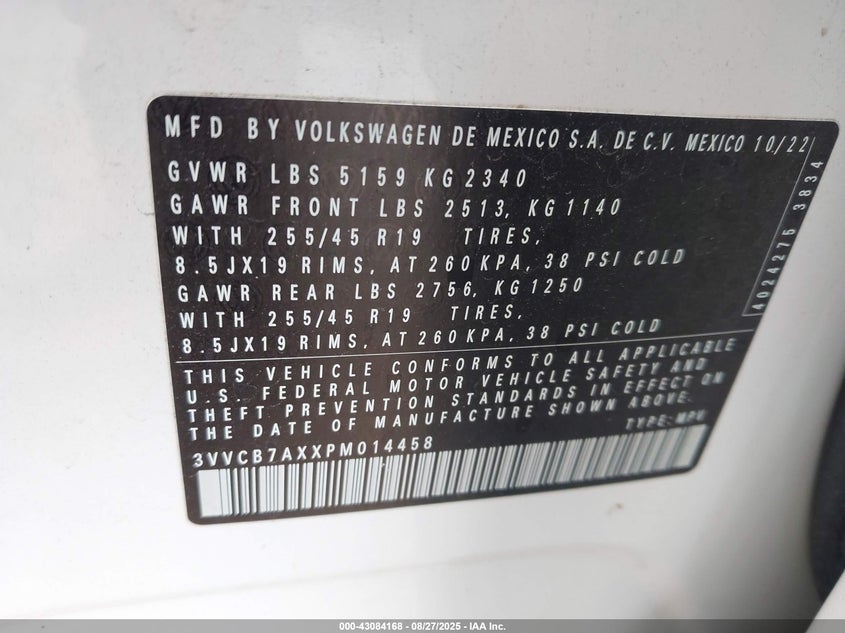 MFD BY VOLKSWAGEN DE MEXICO S.A. DE C.V. MEXICO 10/22
GVWR LBS 5159 KG 2340
GAWR FRONT LBS 2513, KG 1140
WITH 255/45 R19 TIRES,
8.5JX19 RIMS, AT 260 KPA, 38 PSI COLD
GAWR REAR LBS 2756, KG 1250
WITH 255/45 R19 TIRES,
8.5JX19 RIMS, AT 260 KPA, 38 PSI COLD
4024275 3834
THIS VEHICLE CONFORMS TO ALL APPLICABLE
U.S. FEDERAL MOTOR VEHICLE SAFETY AND
THEFT PREVENTION STANDARDS IN EFFECT ON
THE DATE OF MANUFACTURE SHOWN ABOVE.
TYPE: MPV
3VVCB7AXXPM014458
000-43084168 - 08/27/2025 - IAA Inc.